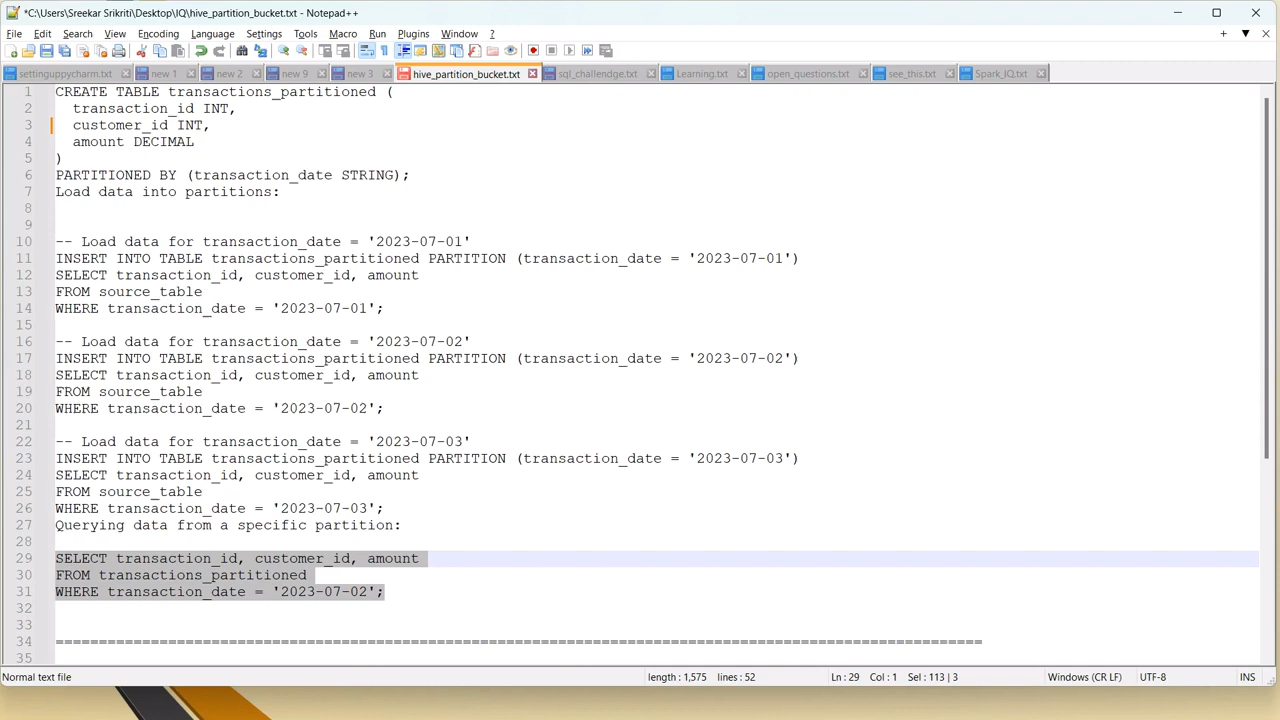 *C:\Users\Sreekar Srikriti\Desktop\IQ\hive_partition_bucket.txt - Notepad++
File Edit Search View Encoding Language Settings Tools Macro Run Plugins Window ?
settinguppycharm.txt new 1 new 2 new 9 new 3 hive_partition_bucket.txt sql_challendge.txt Learning.txt open_questions.txt see_this.txt Spark_IQ.txt
1 CREATE TABLE transactions_partitioned (
2 transaction_id INT,
3 customer_id INT,
4 amount DECIMAL
5 )
6 PARTITIONED BY (transaction_date STRING);
7 Load data into partitions:
8
9
10 -- Load data for transaction_date = '2023-07-01'
11 INSERT INTO TABLE transactions_partitioned PARTITION (transaction_date = '2023-07-01')
12 SELECT transaction_id, customer_id, amount
13 FROM source_table
14 WHERE transaction_date = '2023-07-01';
15
16 -- Load data for transaction_date = '2023-07-02'
17 INSERT INTO TABLE transactions_partitioned PARTITION (transaction_date = '2023-07-02')
18 SELECT transaction_id, customer_id, amount
19 FROM source_table
20 WHERE transaction_date = '2023-07-02';
21
22 -- Load data for transaction_date = '2023-07-03'
23 INSERT INTO TABLE transactions_partitioned PARTITION (transaction_date = '2023-07-03')
24 SELECT transaction_id, customer_id, amount
25 FROM source_table
26 WHERE transaction_date = '2023-07-03';
27 Querying data from a specific partition:
28
29 SELECT transaction_id, customer_id, amount
30 FROM transactions_partitioned
31 WHERE transaction_date = '2023-07-02';
32
33
34 ===========================================================================================================
35
Normal text file length : 1,575 lines : 52 Ln : 29 Col : 1 Sel : 113 | 3 Windows (CR LF) UTF-8 INS